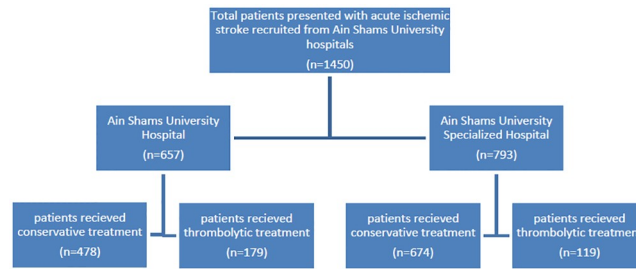 Total patients presented with acute ischemic
stroke recruited from Ain Shams University
hospitals
(n=1450)
Ain Shams University
Hospital
(n=657)
Ain Shams University
Specialized Hospital
(n=793)
patients recieved
conservative treatment
(n=478)
patients recieved
thrombolytic treatment
(n=179)
patients recieved
conservative treatment
(n=674)
patients recieved
thrombolytic treatment
(n=119)